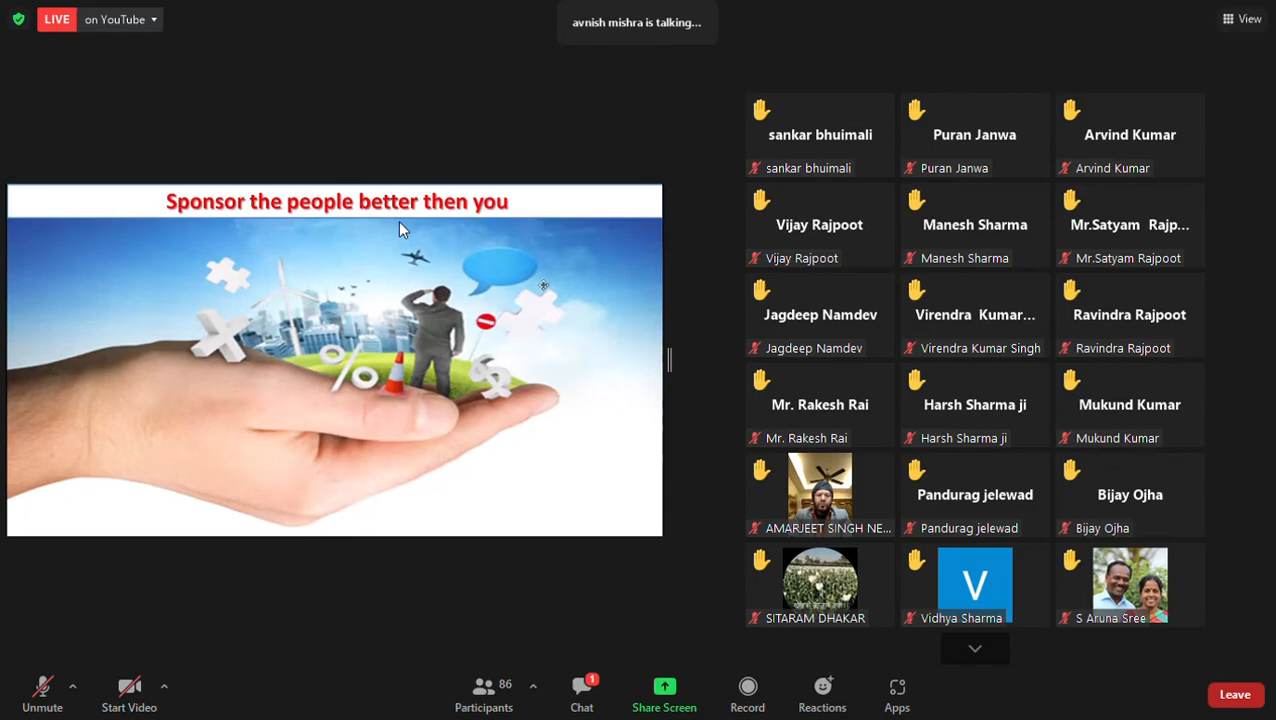 LIVE on YouTube
avnish mishra is talking...
View
Sponsor the people better then you
sankar bhuimali
sankar bhuimali
Puran Janwa
Puran Janwa
Arvind Kumar
Arvind Kumar
Vijay Rajpoot
Vijay Rajpoot
Manesh Sharma
Manesh Sharma
Mr.Satyam Rajp...
Mr.Satyam Rajpoot
Jagdeep Namdev
Jagdeep Namdev
Virendra Kumar...
Virendra Kumar Singh
Ravindra Rajpoot
Ravindra Rajpoot
Mr. Rakesh Rai
Mr. Rakesh Rai
Harsh Sharma ji
Harsh Sharma ji
Mukund Kumar
Mukund Kumar
AMARJEET SINGH NE...
Pandurag jelewad
Pandurag jelewad
Bijay Ojha
Bijay Ojha
SITARAM DHAKAR
V
Vidhya Sharma
S Aruna Sree
Unmute
Start Video
86
Participants
1
Chat
Share Screen
Record
Reactions
Apps
Leave